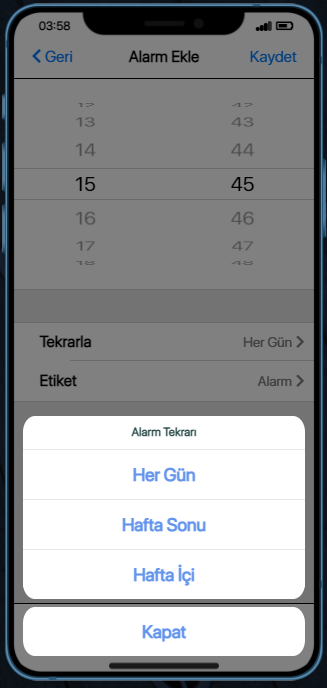 03:58
Geri Alarm Ekle Kaydet
12 42
13 43
14 44
15 45
16 46
17 47
18 48
Tekrarla Her Gün
Etiket Alarm
Alarm Tekrarı
Her Gün
Hafta Sonu
Hafta İçi
Kapat